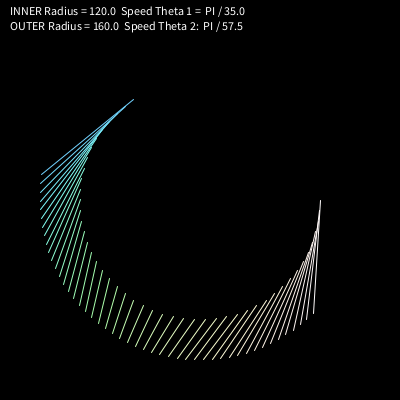 INNER Radius = 120.0  Speed Theta 1 =  PI / 35.0
OUTER Radius = 160.0  Speed Theta 2:  PI / 57.5